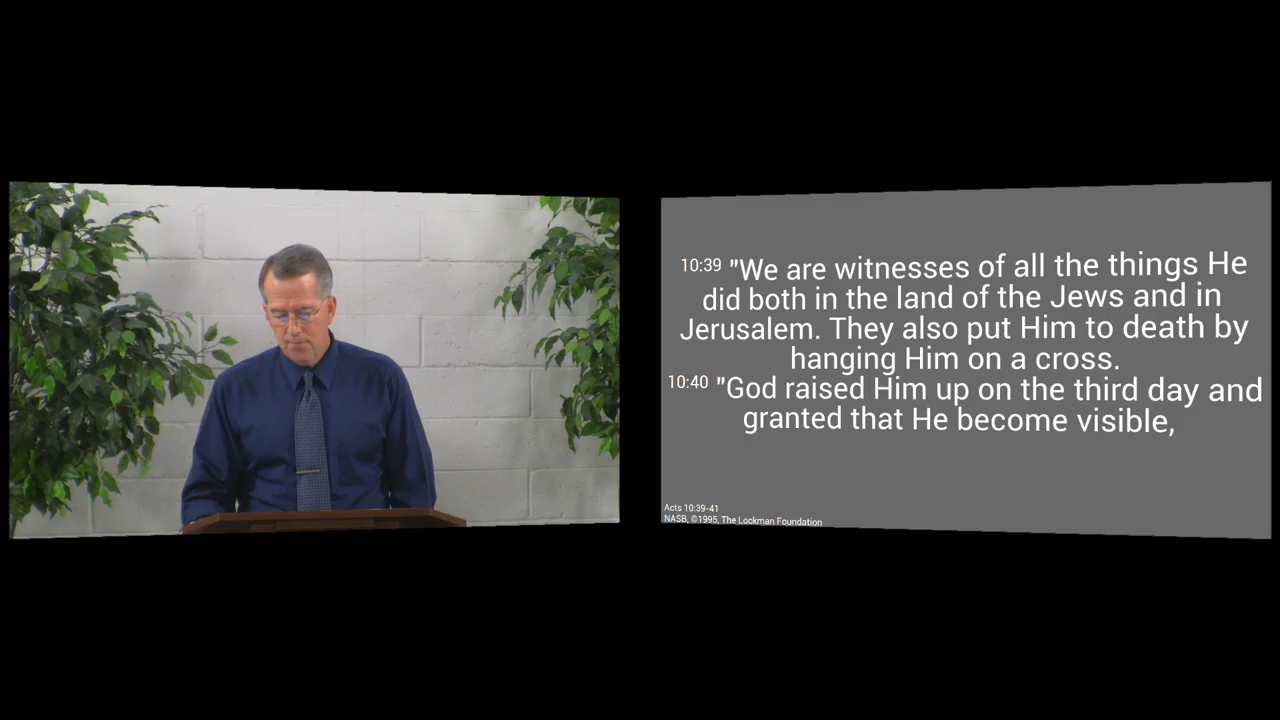 10:39 "We are witnesses of all the things He
did both in the land of the Jews and in
Jerusalem. They also put Him to death by
hanging Him on a cross.
10:40 "God raised Him up on the third day and
granted that He become visible,
Acts 10:39-41
NASB, ©1995, The Lockman Foundation